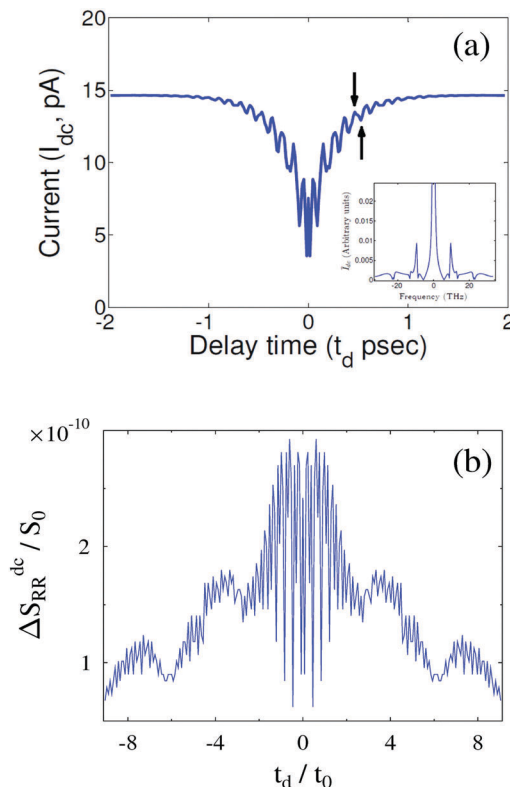 (a)
20
15
10
5
0
Current (I_dc, pA)
-2 -1 0 1 2
Delay time (t_d psec)
I_dc (Arbitrary units)
0.02
0.015
0.01
0.005
0
-20 0 20
Frequency (THz)
×10^-10
(b)
2
1
ΔS_RR^dc / S_0
-8 -4 0 4 8
t_d / t_0